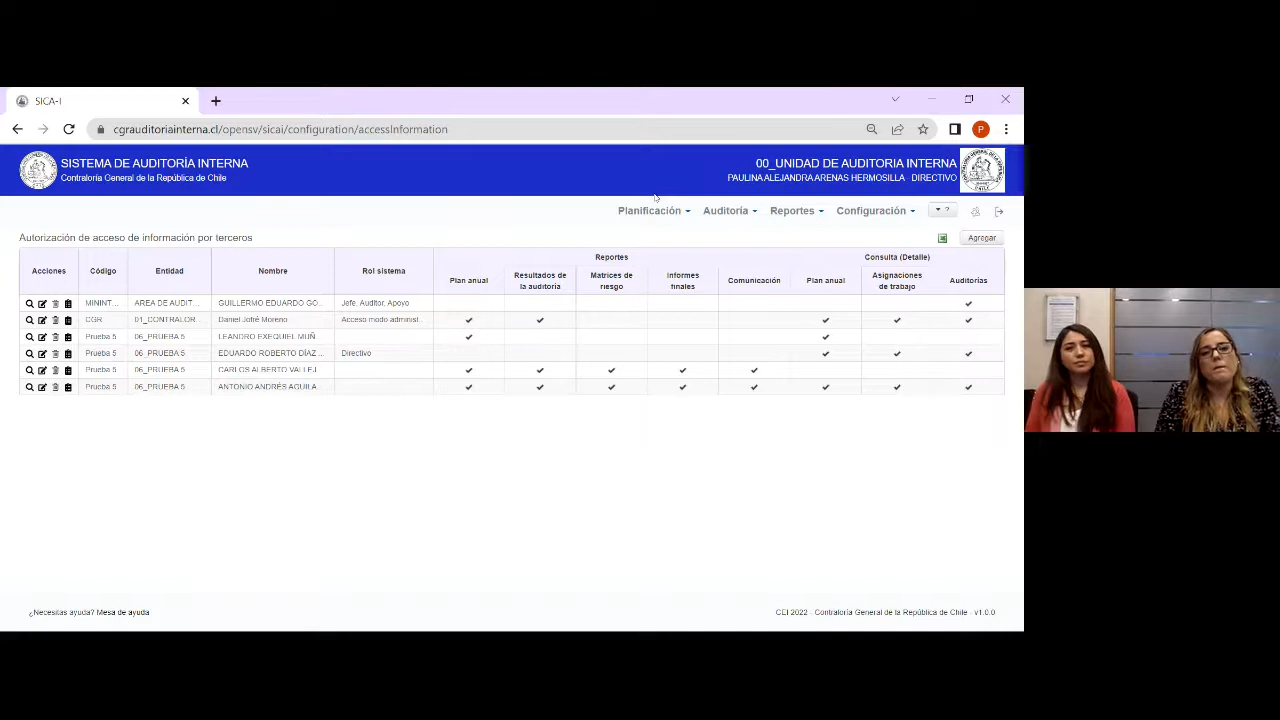 SICA-I
cgrauditoriainterna.cl/opensv/sicai/configuration/accessInformation
P
SISTEMA DE AUDITORÍA INTERNA
Contraloría General de la República de Chile
00_UNIDAD DE AUDITORIA INTERNA
PAULINA ALEJANDRA ARENAS HERMOSILLA DIRECTIVO
Planificación Auditoría Reportes Configuración ?
Autorización de acceso de información por terceros Agregar
Reportes Consulta (Detalle)
Acciones Código Entidad Nombre Rol sistema Plan anual Resultados de la auditoría Matrices de riesgo Informes finales Comunicación Plan anual Asignaciones de trabajo Auditorías
MININT... AREA DE AUDIT... GUILLERMO EDUARDO GO... Jefe, Auditor, Apoyo
CGR 01_CONTRALOR... Daniel Jofré Moreno Acceso modo administ...
Prueba 5 06_PRUEBA 5 LEANDRO EXEQUIEL MUÑ...
Prueba 5 06_PRUEBA 5 EDUARDO ROBERTO DÍAZ ... Directivo
Prueba 5 06_PRUEBA 5 CARLOS ALBERTO VALLEJ...
Prueba 5 06_PRUEBA 5 ANTONIO ANDRÉS AGUILA...
¿Necesitas ayuda? Mesa de ayuda
CEI 2022 - Contraloría General de la República de Chile - v1.0.0